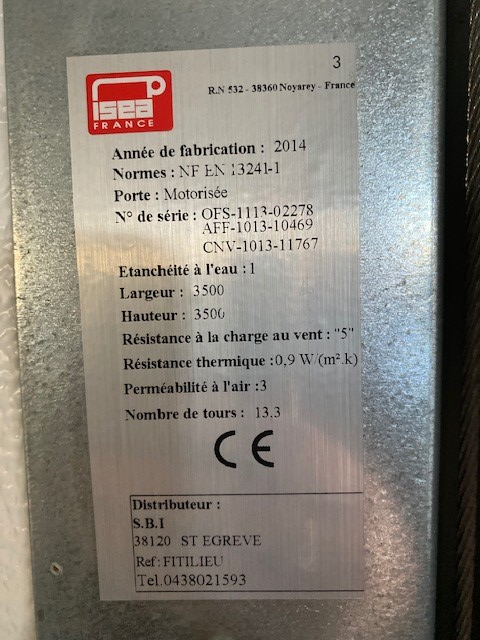 3
isea
FRANCE
R.N 532 - 38360 Noyarey - France
Année de fabrication : 2014
Normes : NF EN 13241-1
Porte : Motorisée
N° de série : OFS-1113-02278
AFF-1013-10469
CNV-1013-11767
Etanchéité à l'eau : 1
Largeur : 3500
Hauteur : 3500
Résistance à la charge au vent : "5"
Résistance thermique : 0,9 W/(m².k)
Perméabilité à l'air : 3
Nombre de tours : 13.3
CE
Distributeur :
S.B.I
38120 ST EGREVE
Ref : FITILIEU
Tel.0438021593